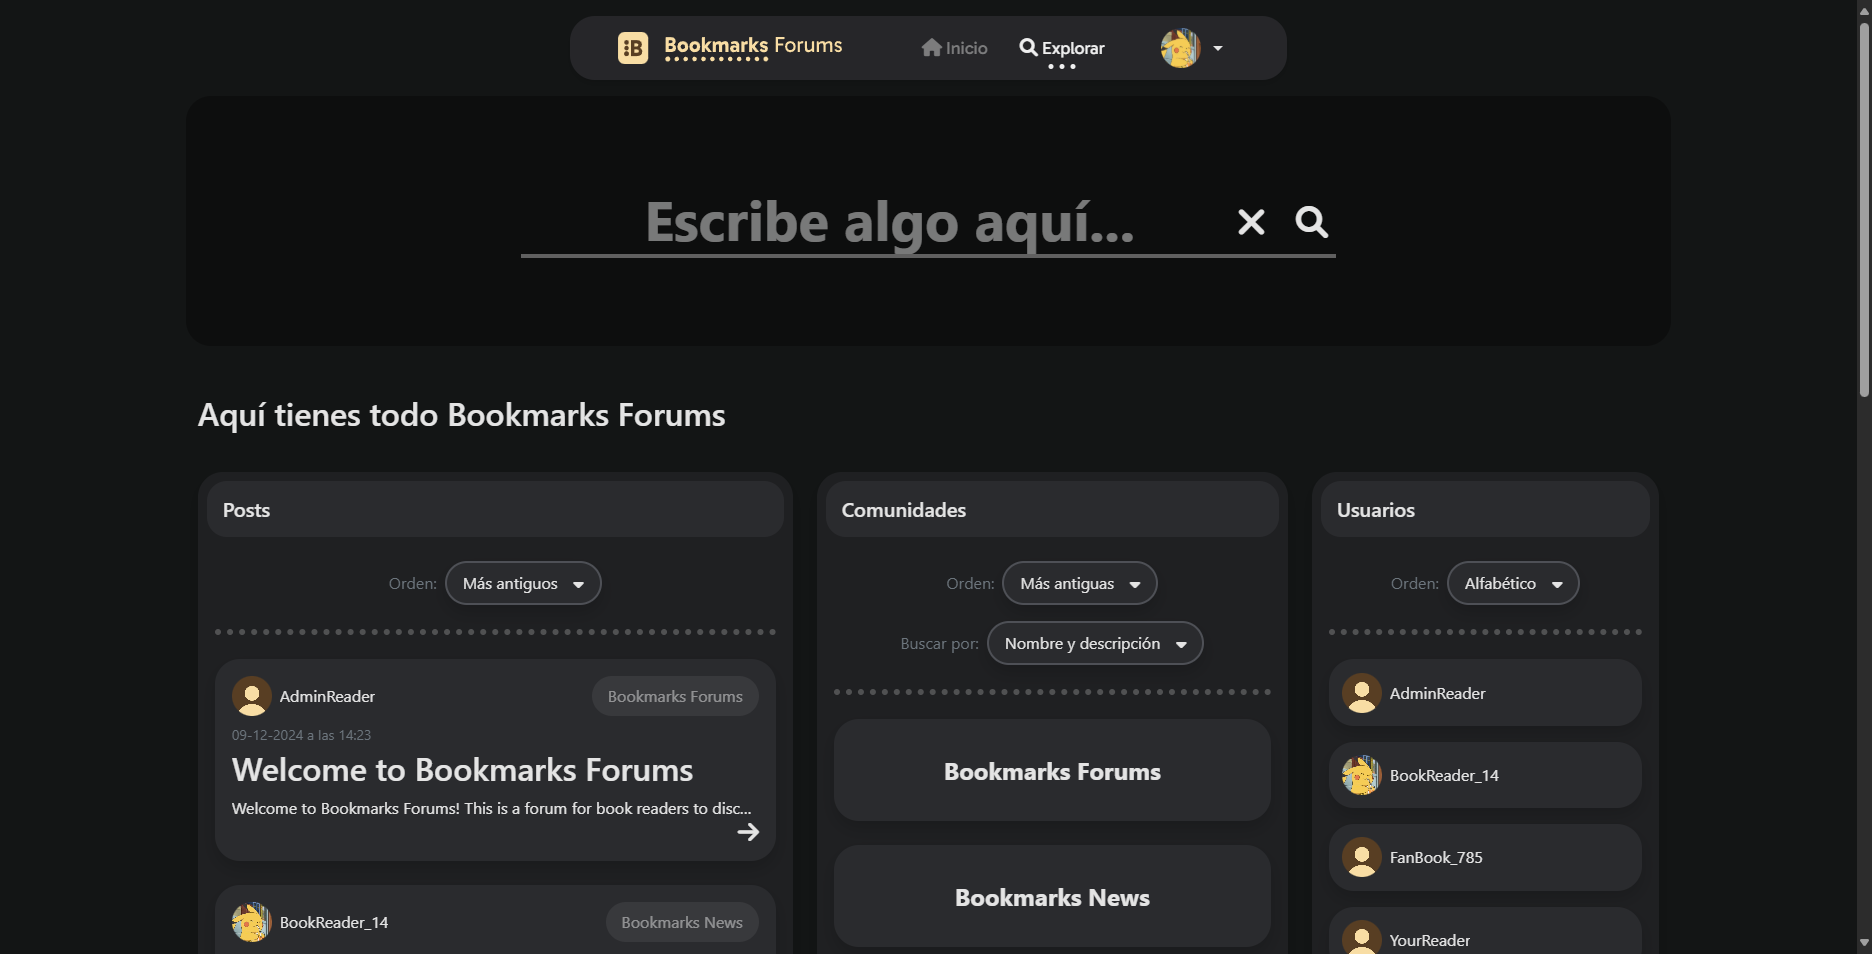 :B Bookmarks Forums
Inicio
Explorar
Escribe algo aquí...
Aquí tienes todo Bookmarks Forums
Posts
Orden: Más antiguos
AdminReader
Bookmarks Forums
09-12-2024 a las 14:23
Welcome to Bookmarks Forums
Welcome to Bookmarks Forums! This is a forum for book readers to disc...
BookReader_14
Bookmarks News
Comunidades
Orden: Más antiguas
Buscar por: Nombre y descripción
Bookmarks Forums
Bookmarks News
Usuarios
Orden: Alfabético
AdminReader
BookReader_14
FanBook_785
YourReader